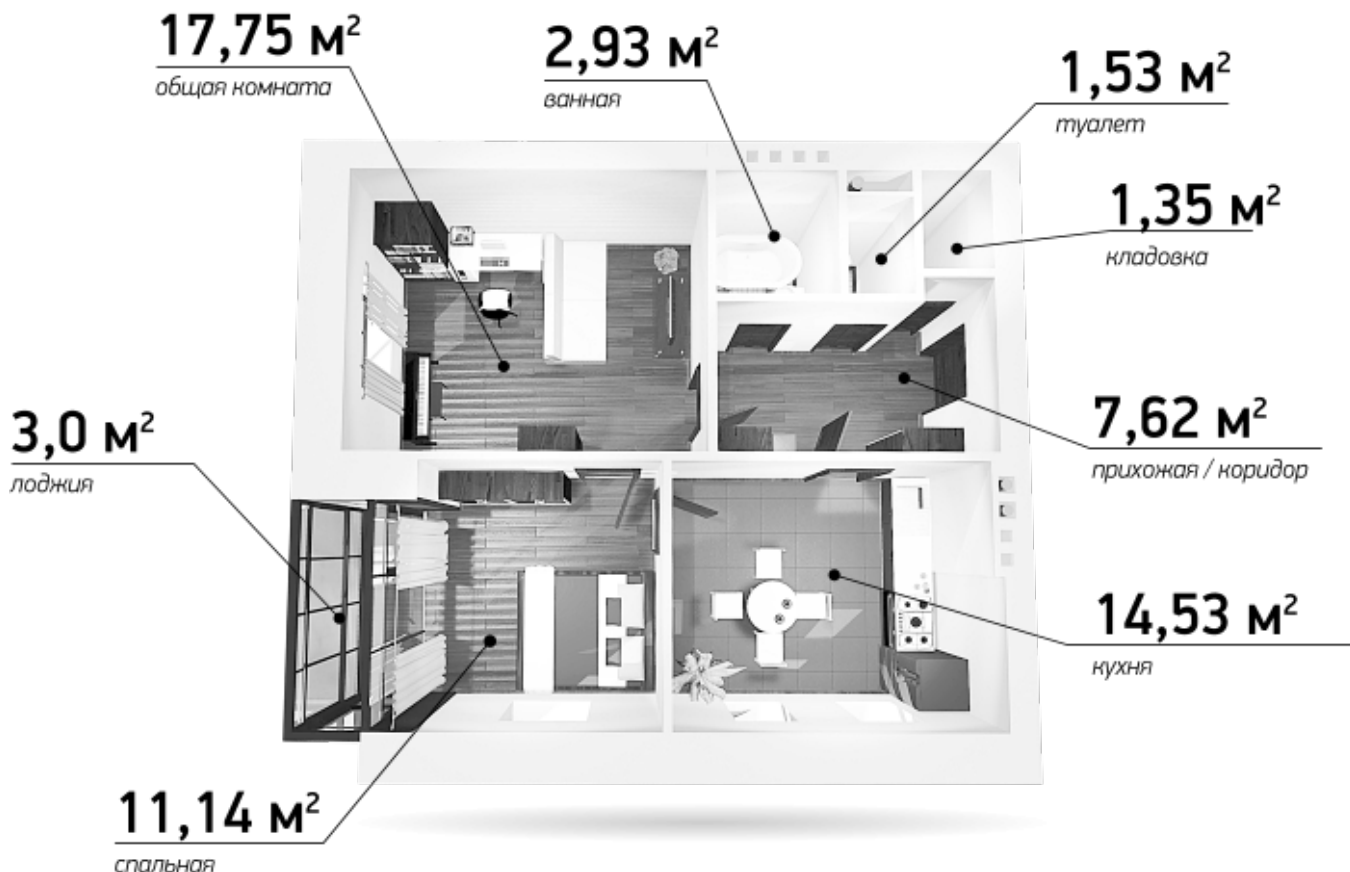 17,75 м²
общая комната
2,93 м²
ванная
1,53 м²
туалет
1,35 м²
кладовка
3,0 м²
лоджия
7,62 м²
прихожая / коридор
14,53 м²
кухня
11,14 м²
спальная